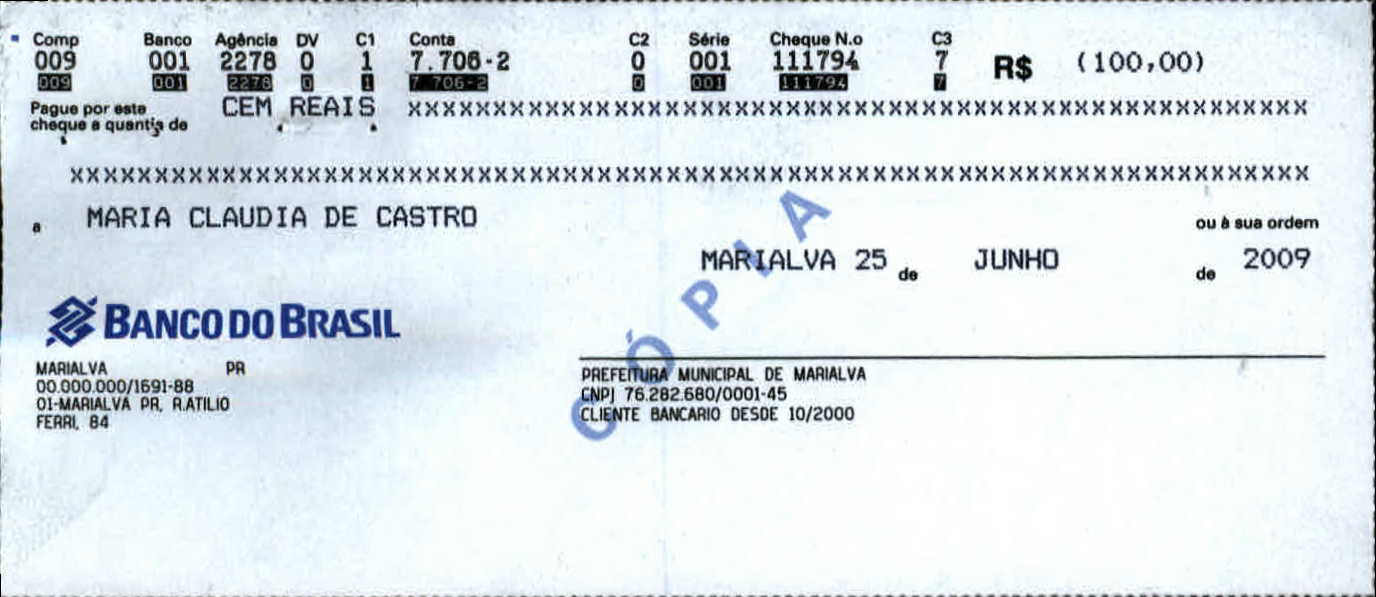 Comp Banco Agência DV C1 Conta C2 Série Cheque N.o C3
009 001 2278 0 1 7.706-2 0 001 111794 7 R$ (100,00)
009 001 2278 0 1 7 706-2 0 001 111794 7
Pague por este CEM REAIS XXXXXXXXXXXXXXXXXXXXXXXXXXXXXXXXXXXXXXXXXXXXXXXXXXXXX
cheque a quantia de
XXXXXXXXXXXXXXXXXXXXXXXXXXXXXXXXXXXXXXXXXXXXXXXXXXXXXXXXXXXXXXXXXXXXXXXX
a MARIA CLAUDIA DE CASTRO ou à sua ordem
MARIALVA 25 de JUNHO de 2009
CÓPIA
BANCO DO BRASIL
MARIALVA PR
00.000.000/1691-88
01-MARIALVA PR, R.ATILIO
FERRI, 84
PREFEITURA MUNICIPAL DE MARIALVA
CNPJ 76.282.680/0001-45
CLIENTE BANCARIO DESDE 10/2000